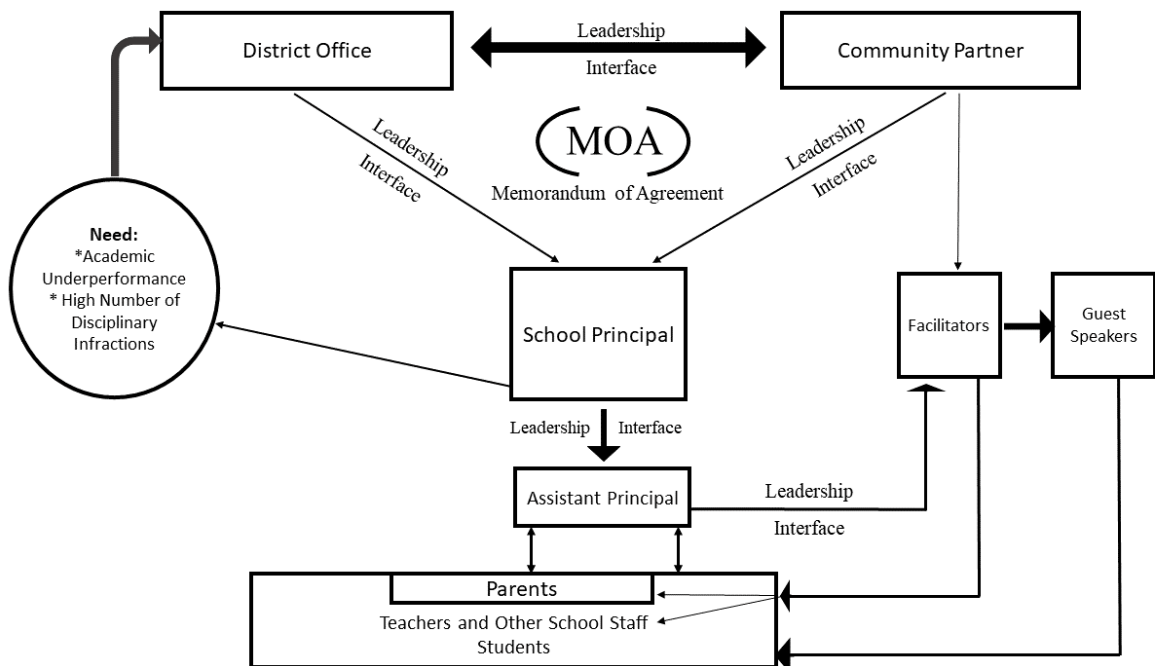 District Office
Leadership
Interface
Community Partner
Leadership
Interface
MOA
Memorandum of Agreement
Leadership
Interface
Need:
*Academic
Underperformance
* High Number of
Disciplinary
Infractions
School Principal
Facilitators
Guest
Speakers
Leadership Interface
Assistant Principal
Leadership
Interface
Parents
Teachers and Other School Staff
Students